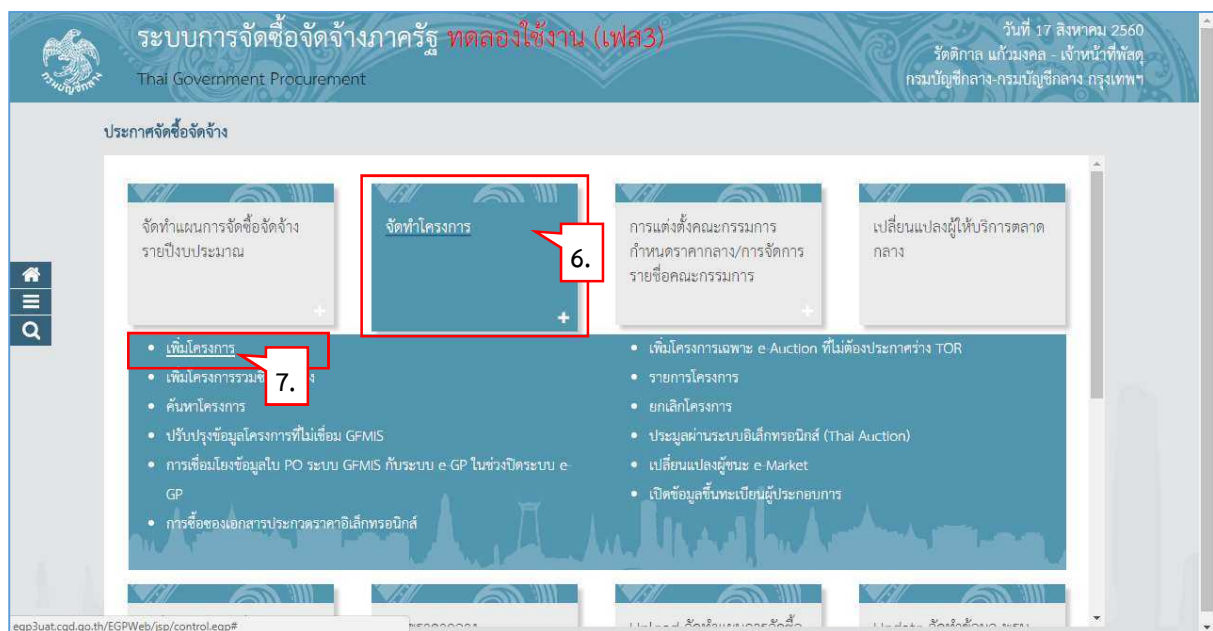 ระบบการจัดซื้อจัดจ้างภาครัฐ ทดลองใช้งาน (เฟส3)
Thai Government Procurement
วันที่ 17 สิงหาคม 2560
รัตติกาล แก้วมงคล - เจ้าหน้าที่พัสดุ
กรมบัญชีกลาง-กรมบัญชีกลาง กรุงเทพฯ
กรมบัญชีกลาง
ประกาศจัดซื้อจัดจ้าง
จัดทำแผนการจัดซื้อจัดจ้าง
รายปีงบประมาณ
จัดทำโครงการ
6.
การแต่งตั้งคณะกรรมการ
กำหนดราคากลาง/การจัดการ
รายชื่อคณะกรรมการ
เปลี่ยนแปลงผู้ให้บริการตลาด
กลาง
• เพิ่มโครงการ
7.
• เพิ่มโครงการรวม
• ค้นหาโครงการ
• ปรับปรุงข้อมูลโครงการที่ไม่เชื่อม GFMIS
• การเชื่อมโยงข้อมูลใบ PO ระบบ GFMIS กับระบบ e-GP ในช่วงปิดระบบ e-
GP
• การซื้อซองเอกสารประกวดราคาอิเล็กทรอนิกส์
• เพิ่มโครงการเฉพาะ e-Auction ที่ไม่ต้องประกาศร่าง TOR
• รายการโครงการ
• ยกเลิกโครงการ
• ประมูลผ่านระบบอิเล็กทรอนิกส์ (Thai Auction)
• เปลี่ยนแปลงผู้ชนะ e-Market
• เปิดข้อมูลขึ้นทะเบียนผู้ประกอบการ
egp3uat.cgd.go.th/EGPWeb/jsp/control.egp#